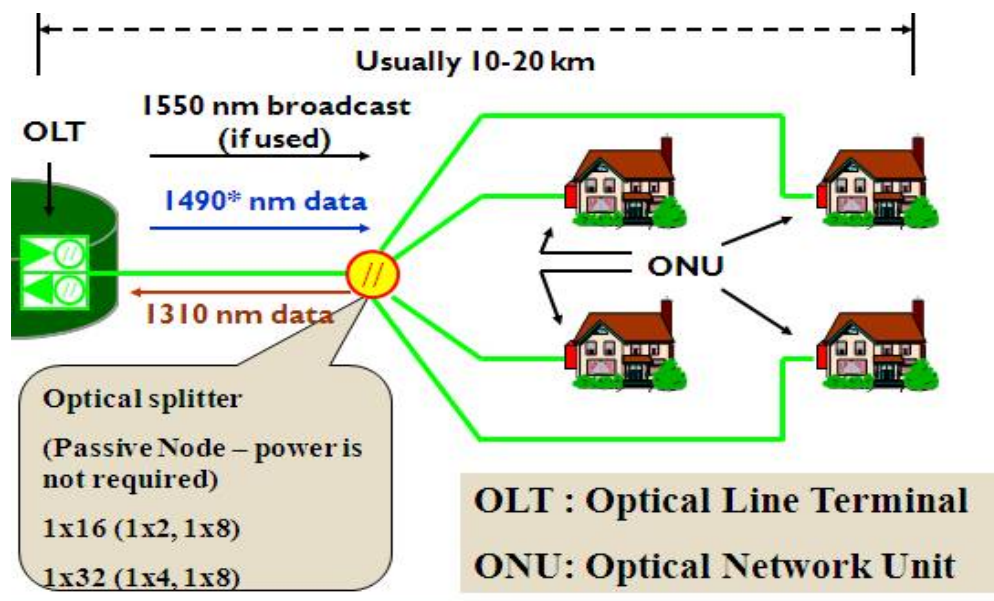 Usually 10-20 km
1550 nm broadcast
(if used)
OLT
1490* nm data
1310 nm data
ONU
Optical splitter
(Passive Node – power is
not required)
1x16 (1x2, 1x8)
1x32 (1x4, 1x8)
OLT : Optical Line Terminal
ONU: Optical Network Unit